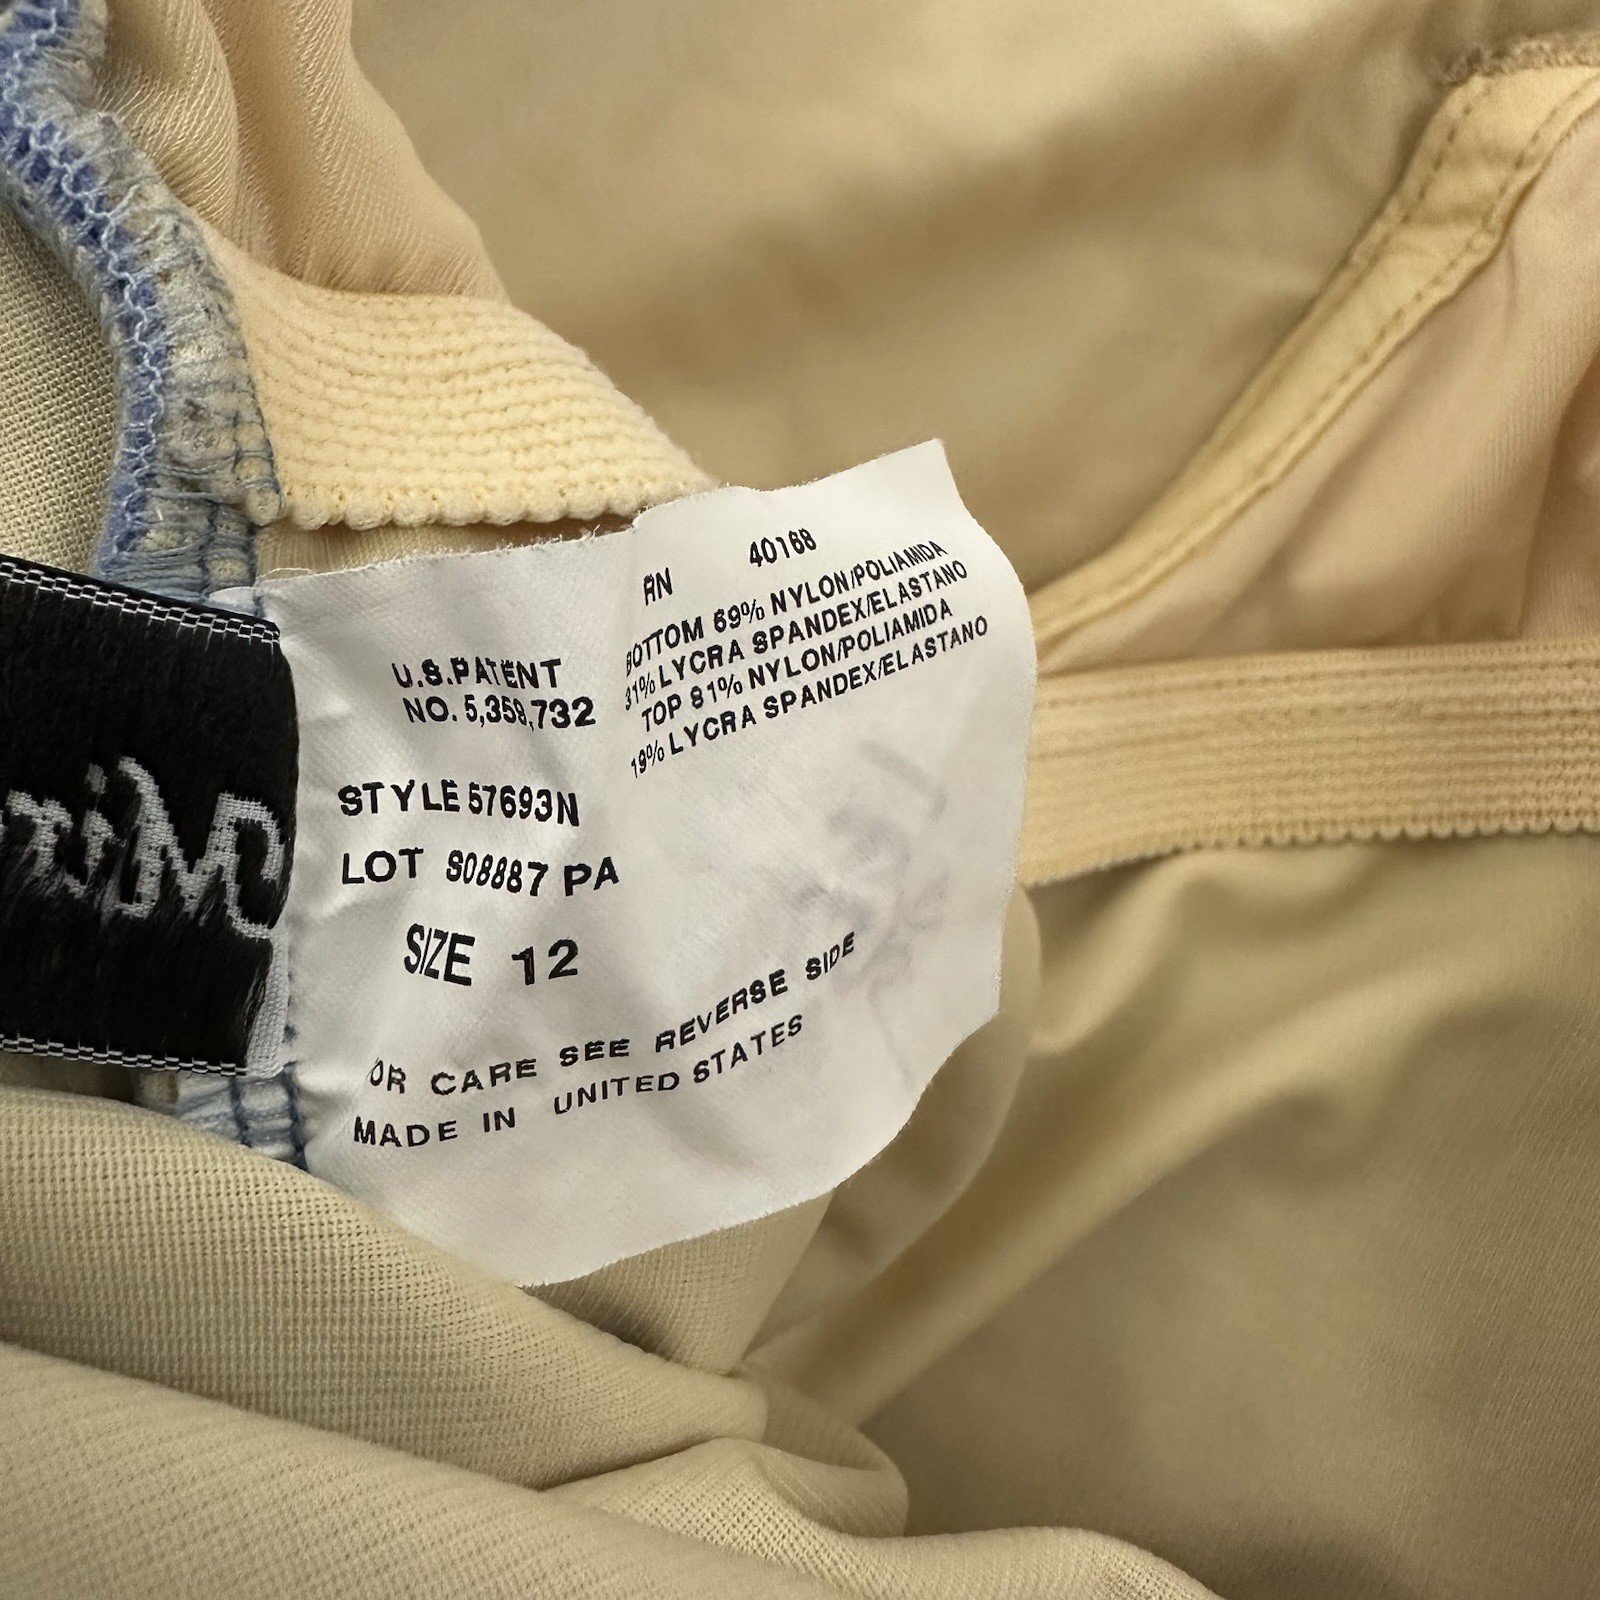 RN 40168
BOTTOM 69% NYLON/POLIAMIDA
31% LYCRA SPANDEX/ELASTANO
TOP 81% NYLON/POLIAMIDA
19% LYCRA SPANDEX/ELASTANO
U.S.PATENT
NO. 5,359,732
STYLE 57693N
LOT S08887 PA
SIZE 12
OR CARE SEE REVERSE SIDE
MADE IN UNITED STATES